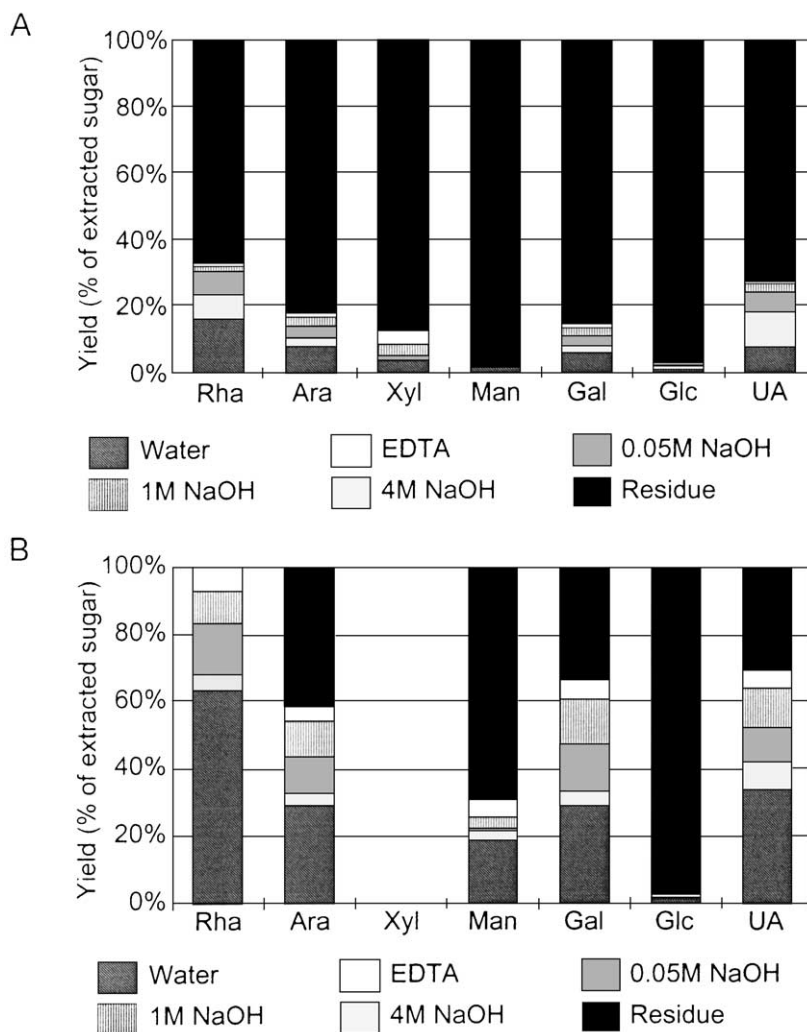 A
Yield (% of extracted sugar)
100%
80%
60%
40%
20%
0%
Rha Ara Xyl Man Gal Glc UA
Water EDTA 0.05M NaOH
1M NaOH 4M NaOH Residue
B
Yield (% of extracted sugar)
100%
80%
60%
40%
20%
0%
Rha Ara Xyl Man Gal Glc UA
Water EDTA 0.05M NaOH
1M NaOH 4M NaOH Residue